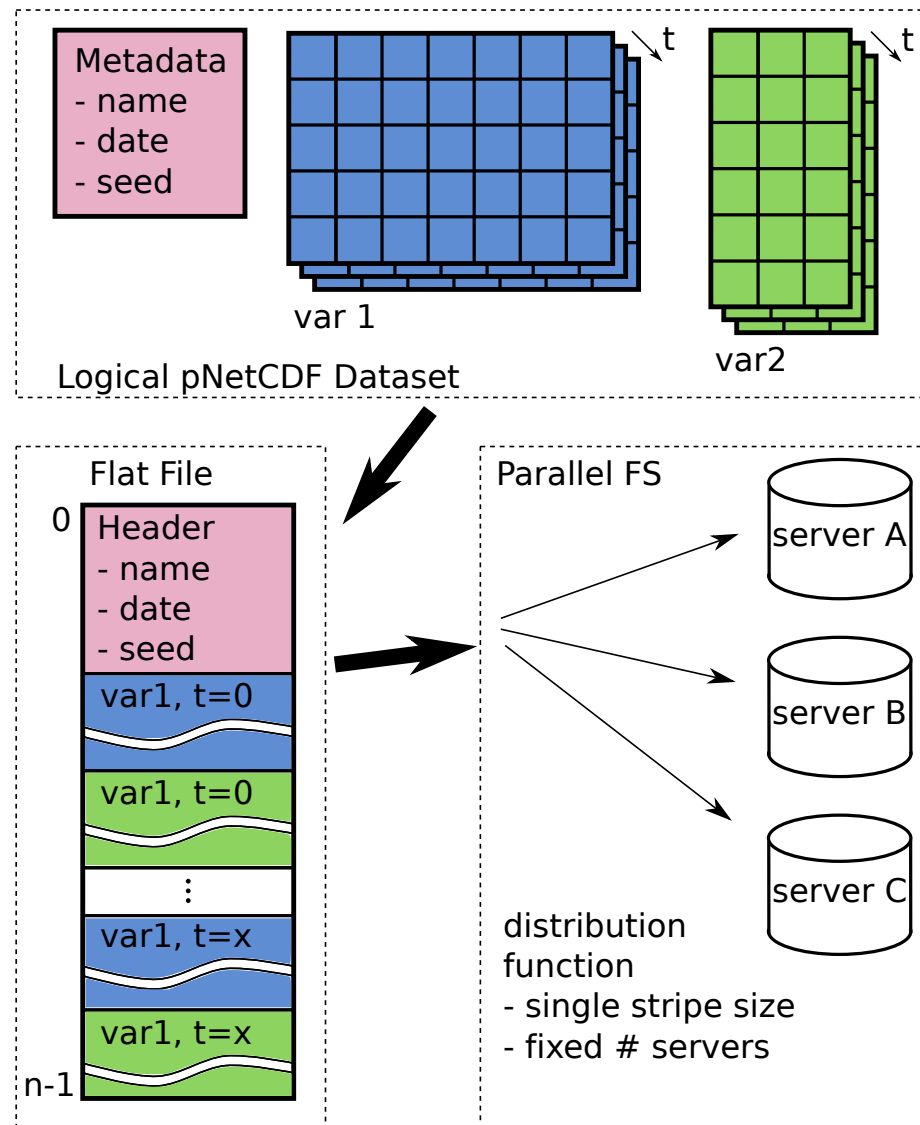 Metadata
- name
- date
- seed
t
t
var 1
var2
Logical pNetCDF Dataset
Flat File
0
Header
- name
- date
- seed
var1, t=0
var1, t=0
⋮
var1, t=x
var1, t=x
n-1
Parallel FS
server A
server B
server C
distribution
function
- single stripe size
- fixed # servers